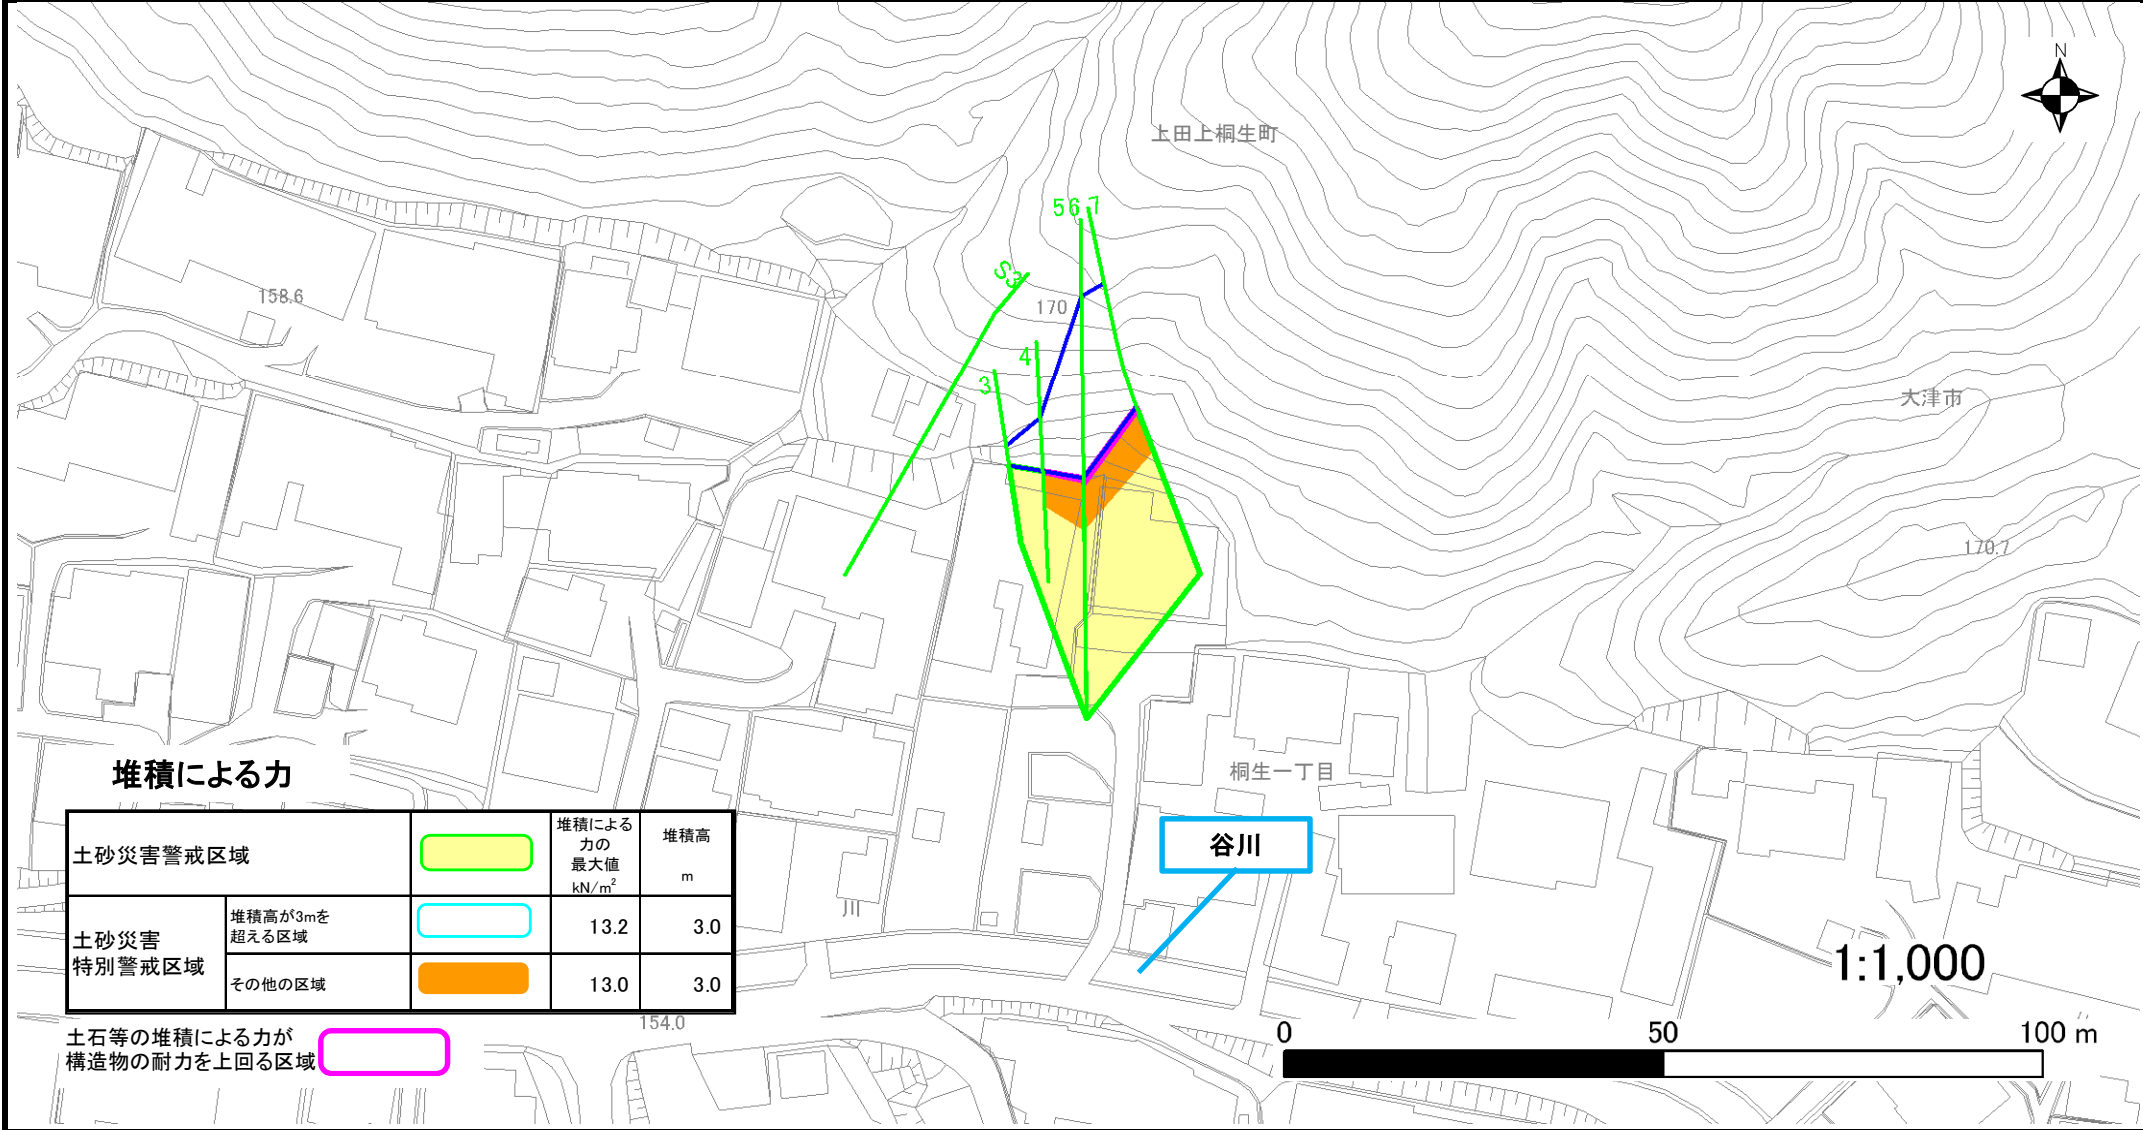 N
上田上桐生町
5 6 7
S3
158.6
170
4
3
大津市
170.7
堆積による力
桐生一丁目
土砂災害警戒区域
堆積による
力の
最大値
kN/m²
堆積高
m
谷川
土砂災害
特別警戒区域
堆積高が3mを
超える区域
13.2
3.0
川
その他の区域
13.0
3.0
1:1,000
154.0
土石等の堆積による力が
構造物の耐力を上回る区域
0
50
100 m